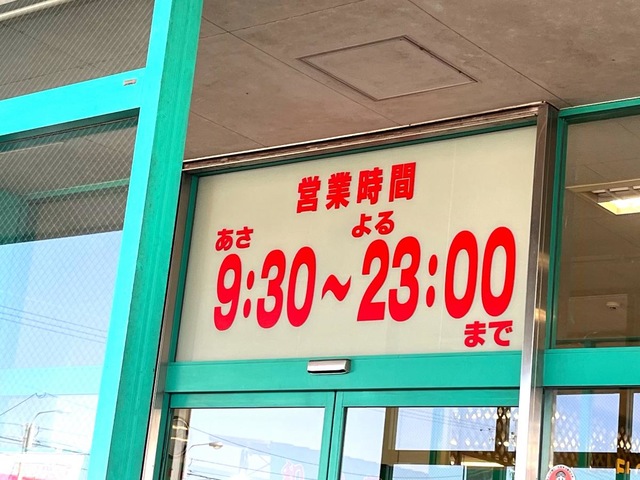 営業時間
あさ よる
9:30~23:00
まで